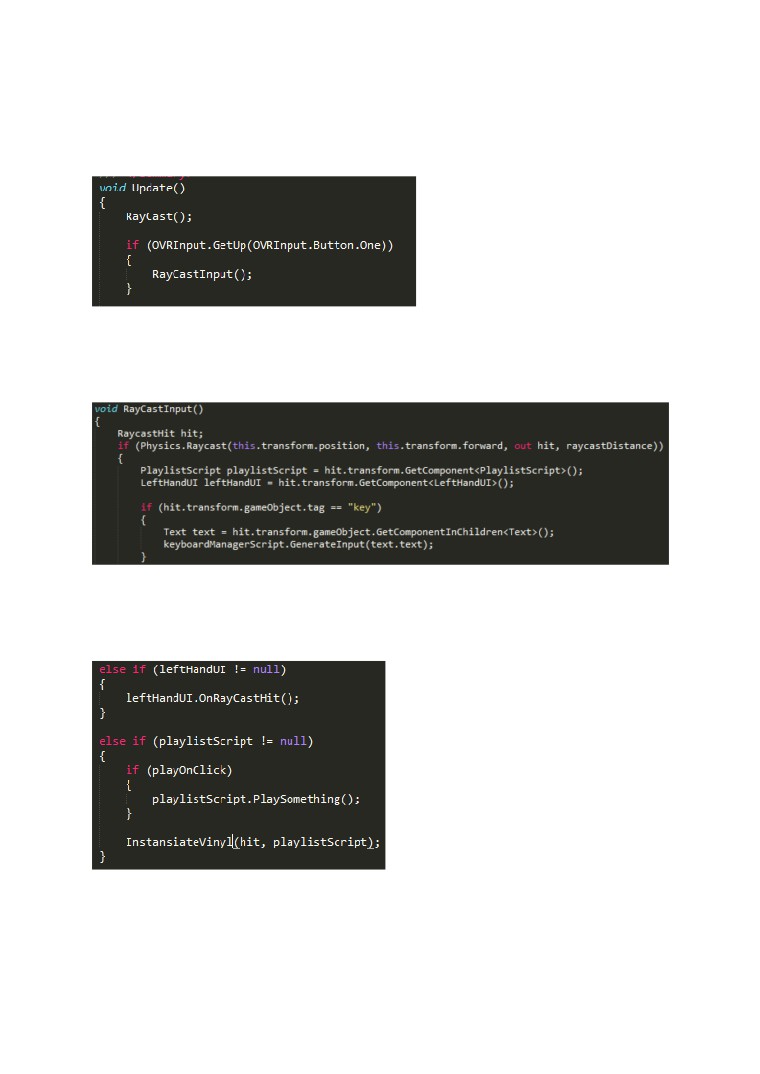 void Update()
{
RayCast();
if (OVRInput.GetUp(OVRInput.Button.One))
{
RayCastInput();
}
void RayCastInput()
{
RaycastHit hit;
if (Physics.Raycast(this.transform.position, this.transform.forward, out hit, raycastDistance))
{
PlaylistScript playlistScript = hit.transform.GetComponent<PlaylistScript>();
LeftHandUI leftHandUI = hit.transform.GetComponent<LeftHandUI>();
if (hit.transform.gameObject.tag == "key")
{
Text text = hit.transform.gameObject.GetComponentInChildren<Text>();
keyboardManagerScript.GenerateInput(text.text);
}
else if (leftHandUI != null)
{
leftHandUI.OnRayCastHit();
}
else if (playlistScript != null)
{
if (playOnClick)
{
playlistScript.PlaySomething();
}
InstansiateVinyl(hit, playlistScript);
}